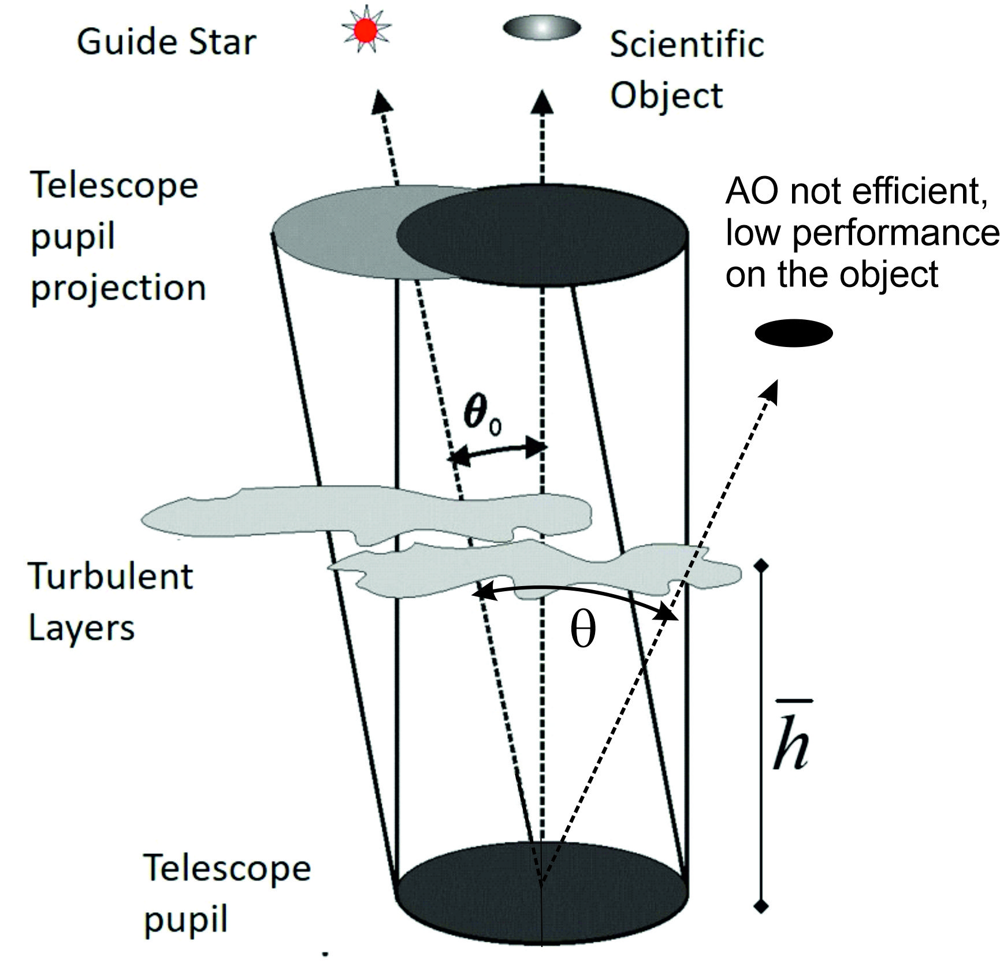 Guide Star
Scientific
Object
Telescope
pupil
projection
AO not efficient,
low performance
on the object
θ₀
Turbulent
Layers
θ
h̅
Telescope
pupil